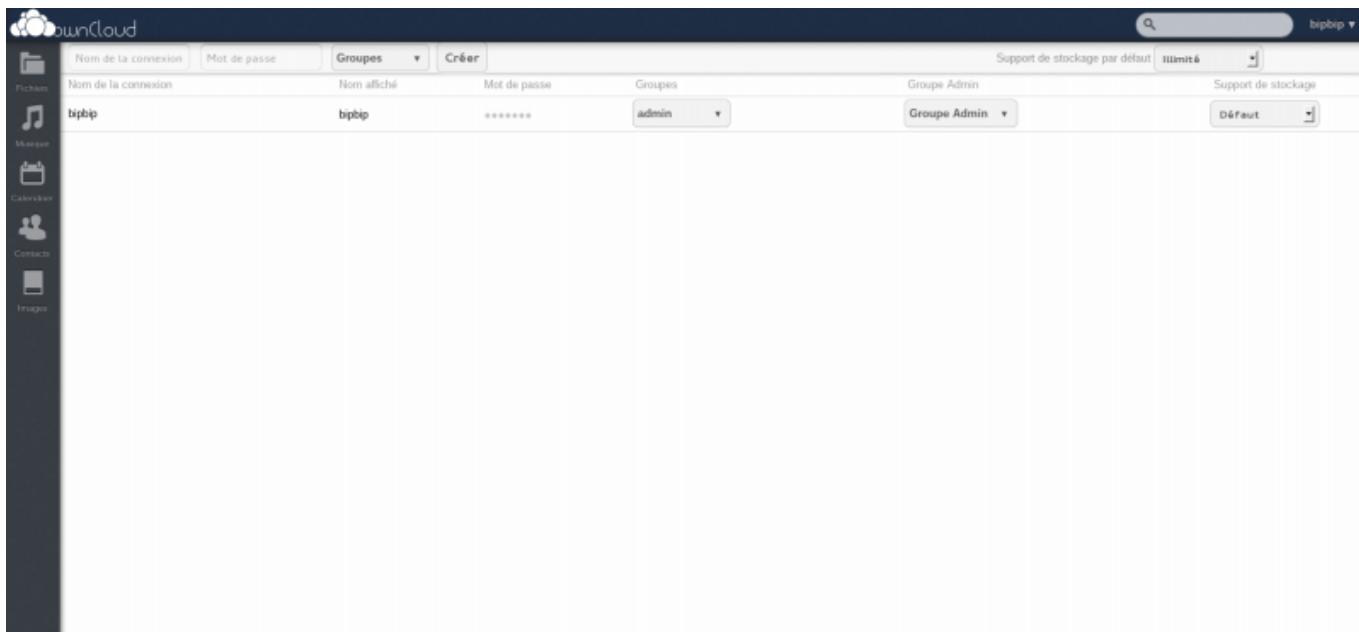 ownCloud bipbip ▾
Nom de la connexion Mot de passe Groupes ▾ Créer Support de stockage par défaut Illimité
Nom de la connexion Nom affiché Mot de passe Groupes Groupe Admin Support de stockage
bipbip bipbip ●●●●●●● admin ▾ Groupe Admin ▾ Défaut
Fichiers
Musique
Calendrier
Contacts
Images